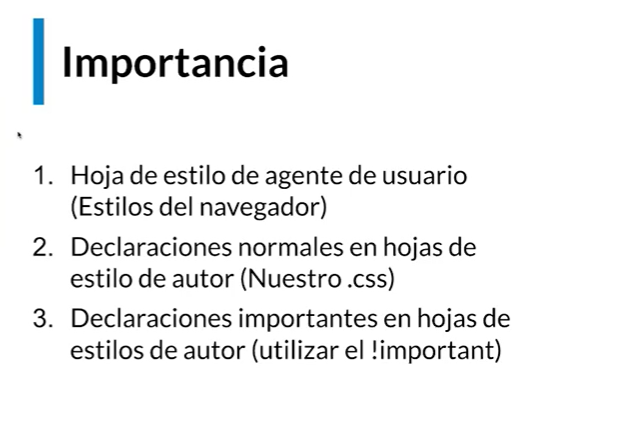 Importancia
1. Hoja de estilo de agente de usuario
(Estilos del navegador)
2. Declaraciones normales en hojas de
estilo de autor (Nuestro .css)
3. Declaraciones importantes en hojas de
estilos de autor (utilizar el !important)